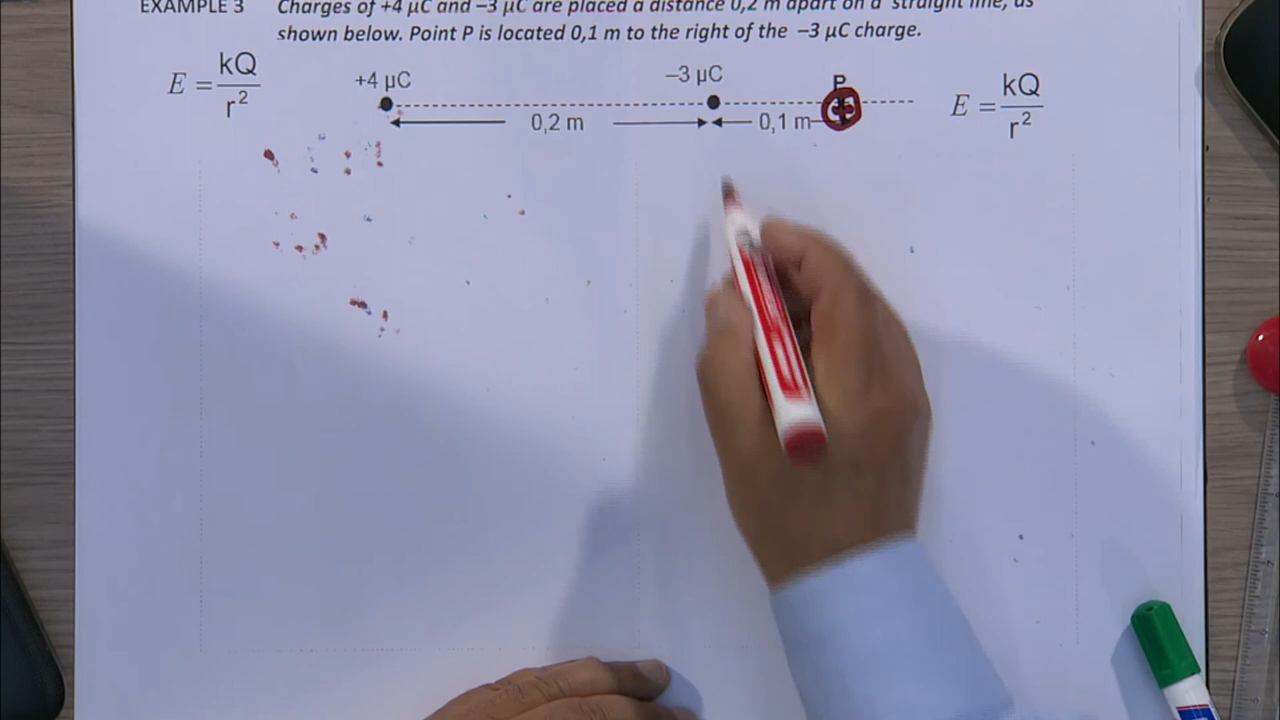 EXAMPLE 3 Charges of +4 µC and –3 µC are placed a distance 0,2 m apart on a straight line, as
shown below. Point P is located 0,1 m to the right of the –3 µC charge.
E = kQ / r²
+4 µC
–3 µC
P
E = kQ / r²
0,2 m
0,1 m
+